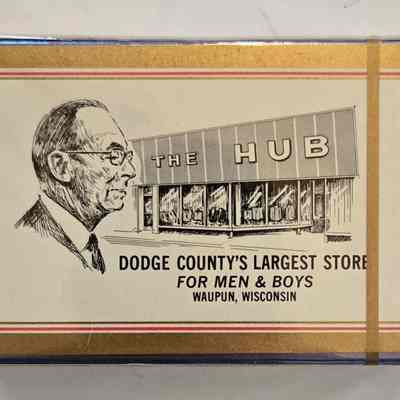 THE HUB
DODGE COUNTY'S LARGEST STORE
FOR MEN & BOYS
WAUPUN, WISCONSIN